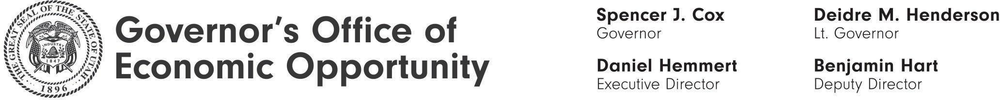 THE GREAT SEAL OF THE STATE OF UTAH
INDUSTRY
1847
1896
Governor’s Office of
Economic Opportunity
Spencer J. Cox
Governor
Deidre M. Henderson
Lt. Governor
Daniel Hemmert
Executive Director
Benjamin Hart
Deputy Director